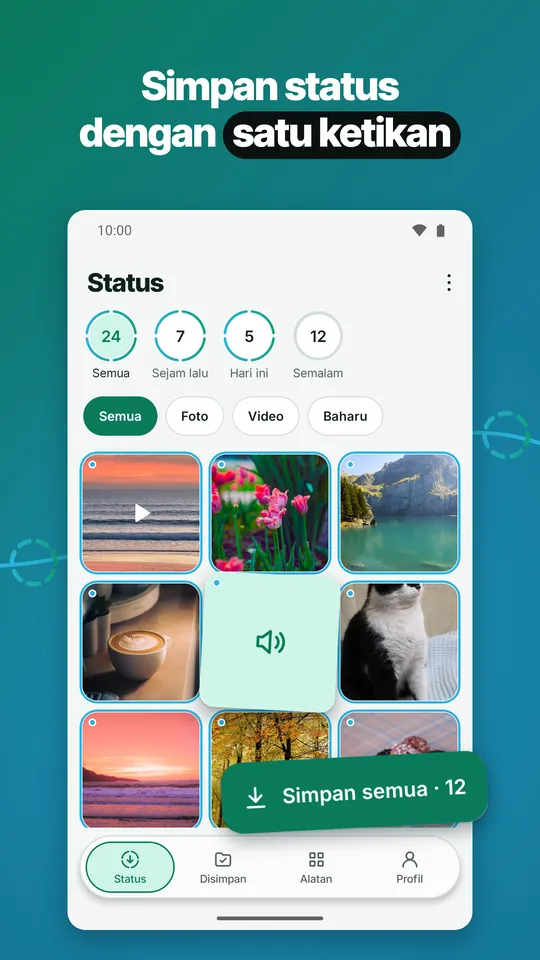 Simpan status
dengan satu ketikan
10:00
Status
24
7
5
12
Semua
Sejam lalu
Hari ini
Semalam
Semua
Foto
Video
Baharu
Simpan semua · 12
Status
Disimpan
Alatan
Profil